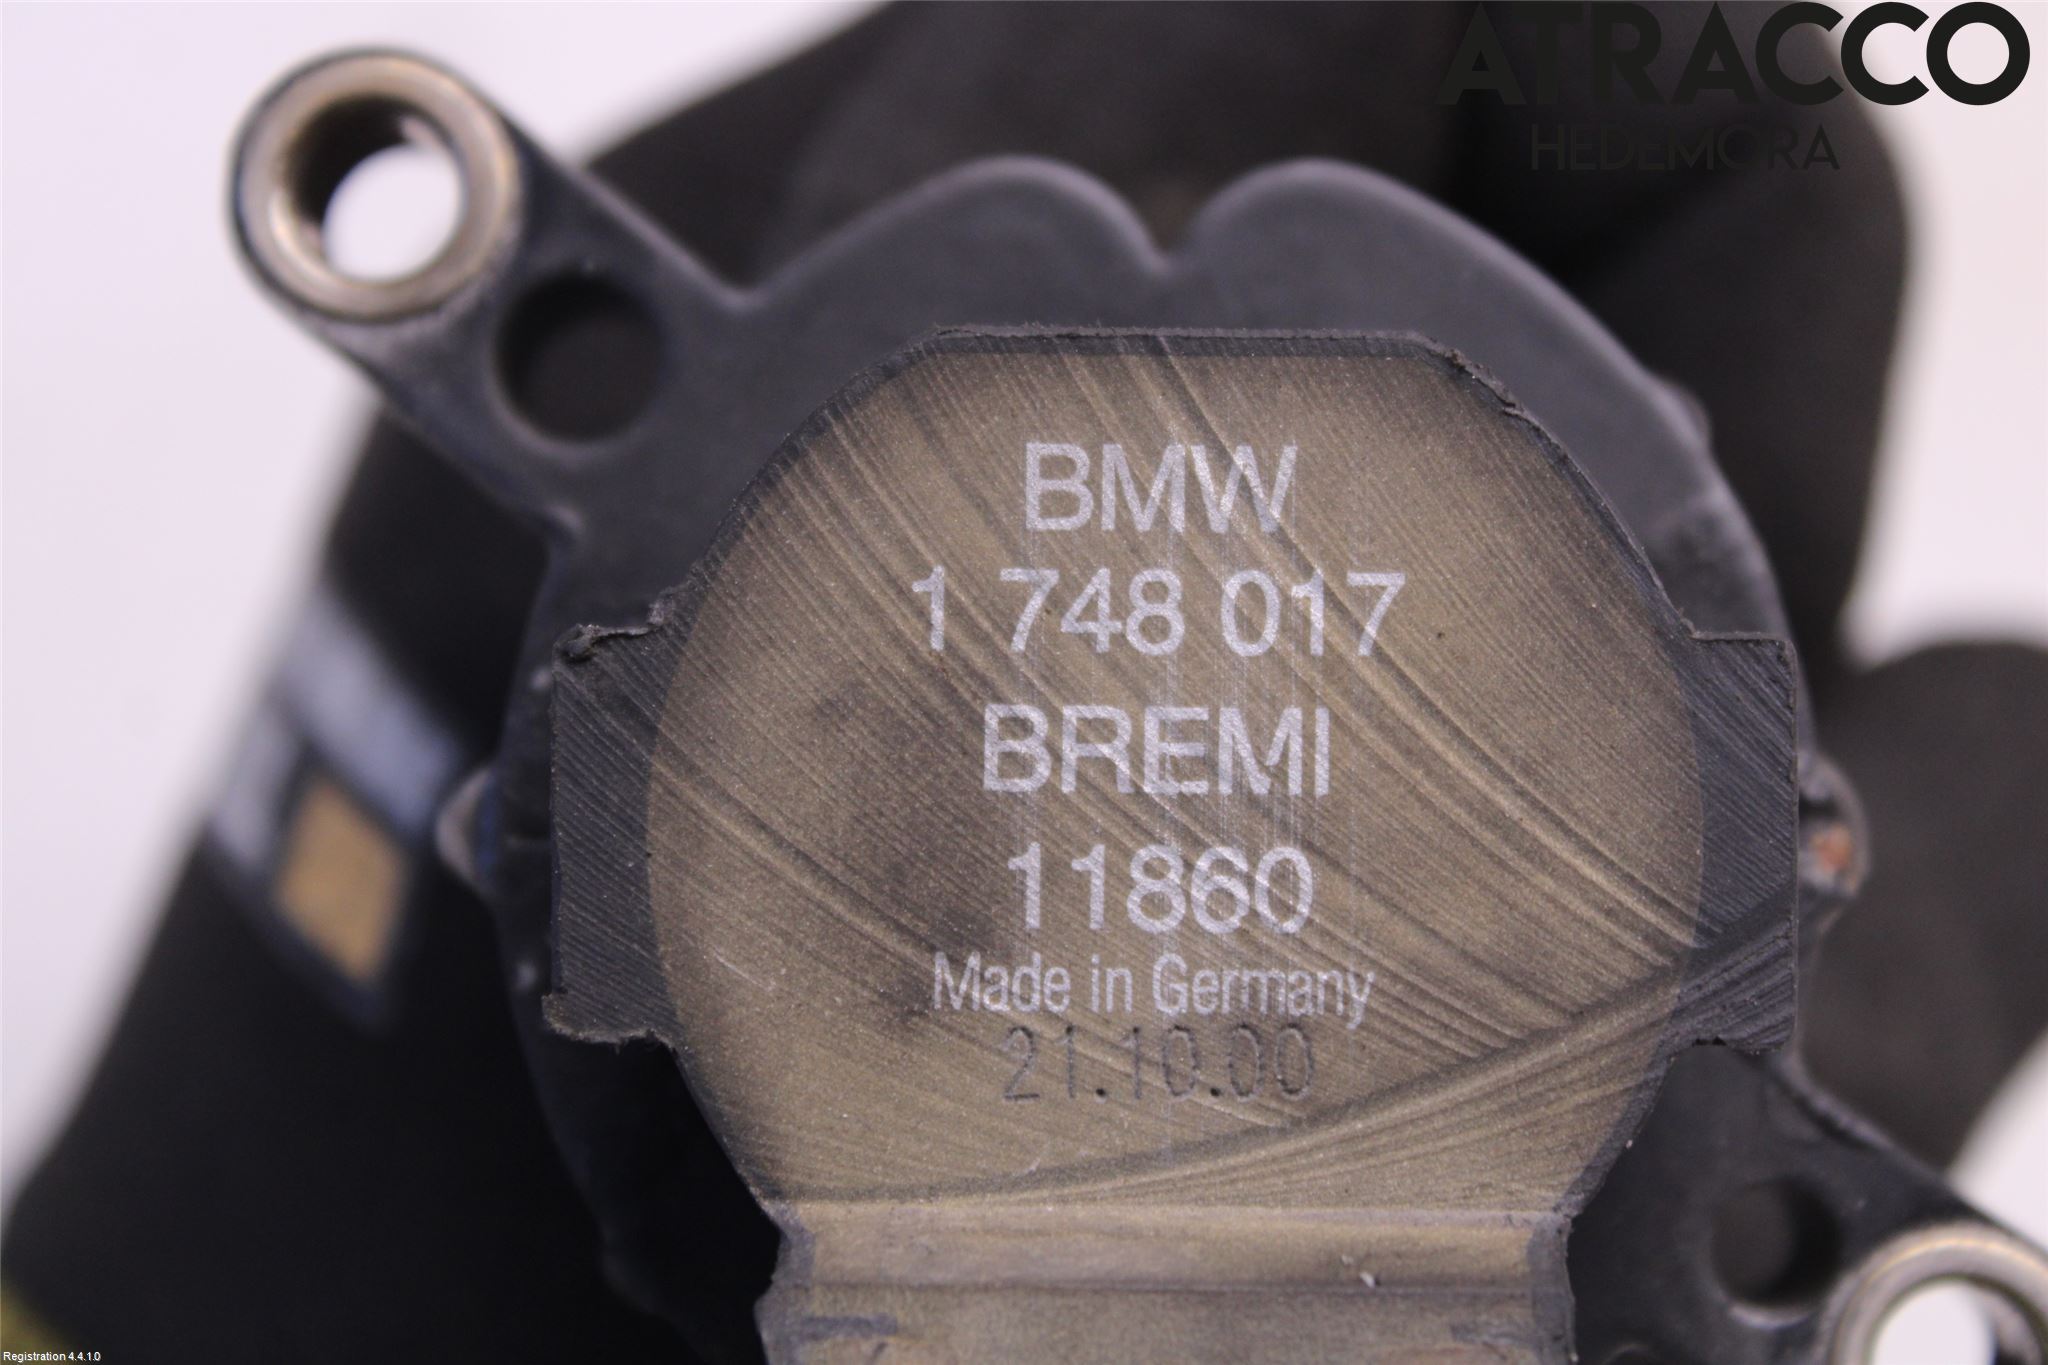 ATRACCO
HEDEMORA
BMW
1 748 017
BREMI
11860
Made in Germany
21.10.00
Registration 4.4.1.0